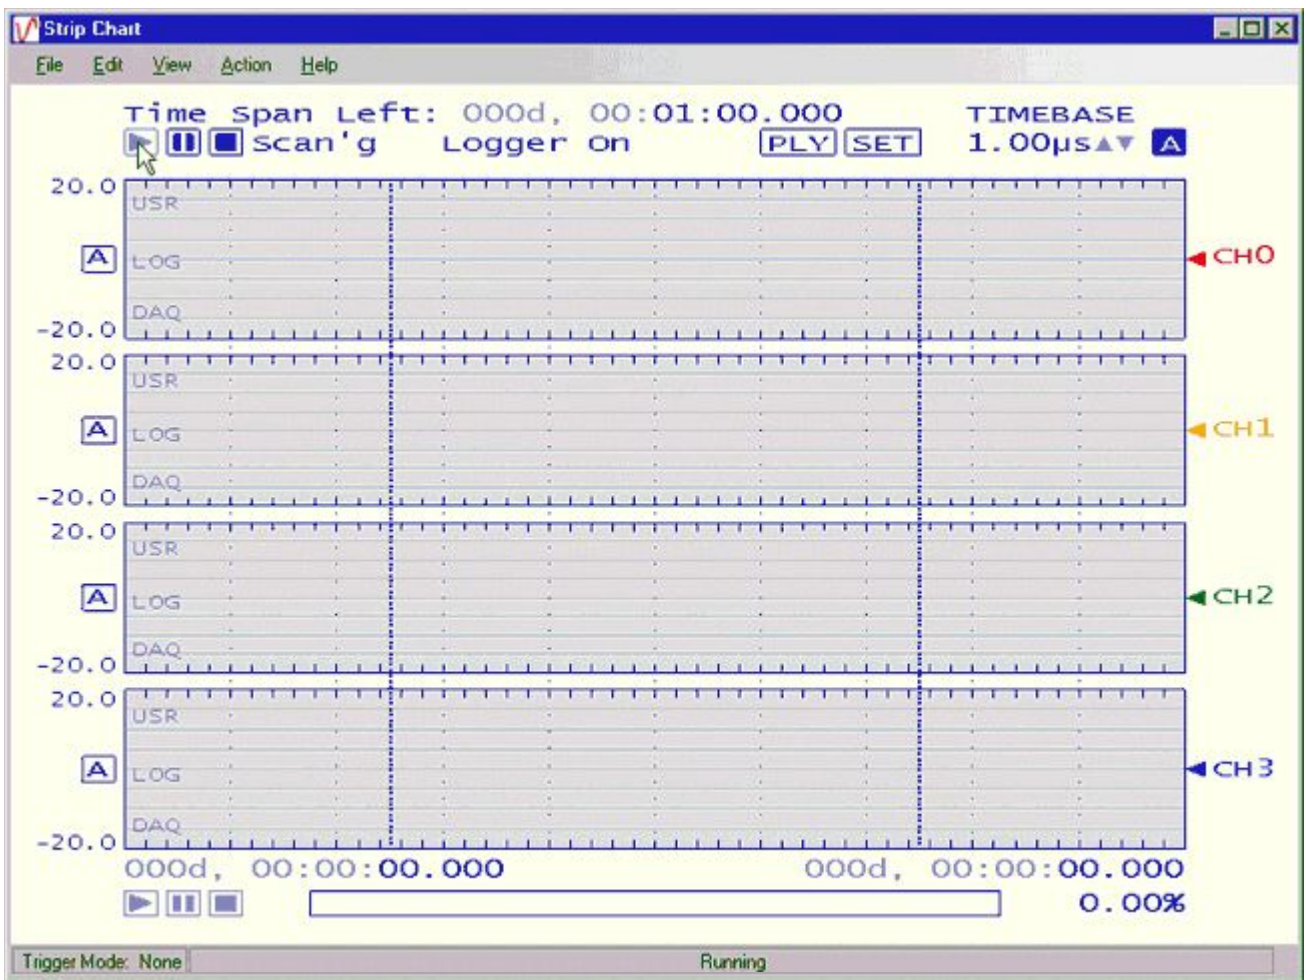 Strip Chart
File Edit View Action Help
Time Span Left: 000d, 00:01:00.000 TIMEBASE
Scan'g Logger On PLY SET 1.00µs A
20.0
USR
A LOG CH0
DAQ
-20.0
20.0
USR
A LOG CH1
DAQ
-20.0
20.0
USR
A LOG CH2
DAQ
-20.0
20.0
USR
A LOG CH3
DAQ
-20.0
000d, 00:00:00.000 000d, 00:00:00.000
0.00%
Trigger Mode: None Running